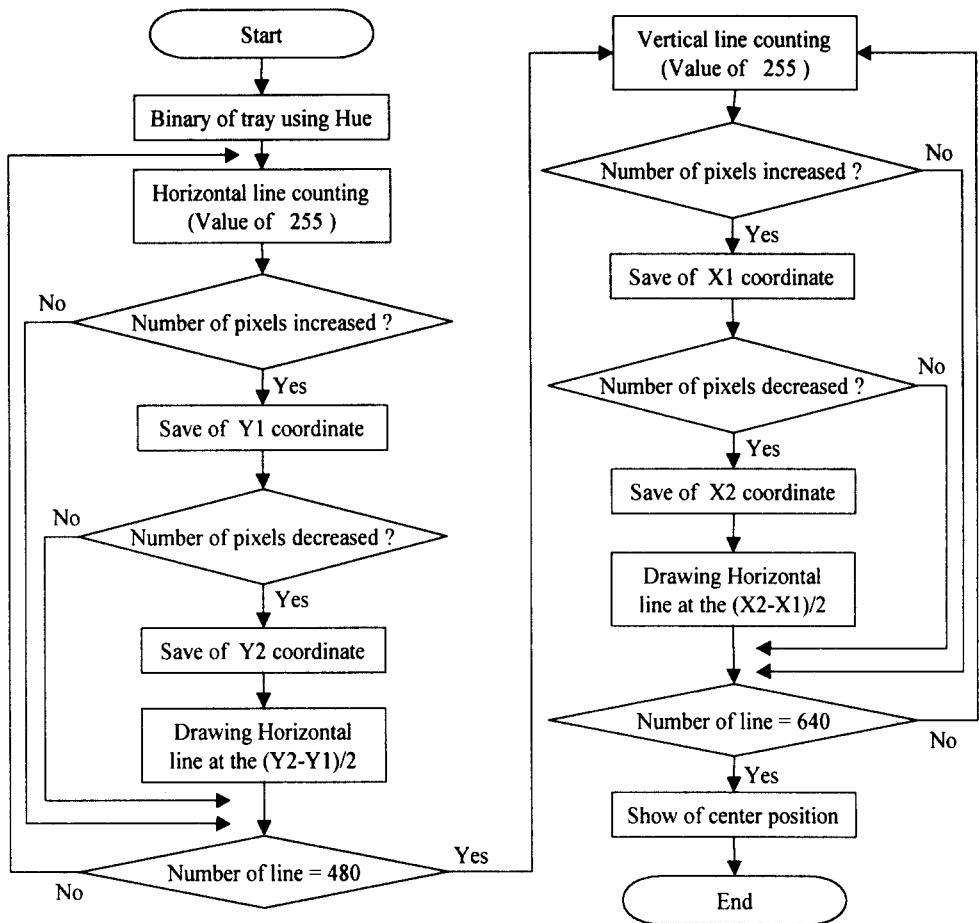 Start
Binary of tray using Hue
Horizontal line counting
(Value of 255 )
No
Number of pixels increased ?
Yes
Save of Y1 coordinate
No
Number of pixels decreased ?
Yes
Save of Y2 coordinate
Drawing Horizontal
line at the (Y2-Y1)/2
Number of line = 480
Yes
No
Vertical line counting
(Value of 255 )
No
Number of pixels increased ?
Yes
Save of X1 coordinate
No
Number of pixels decreased ?
Yes
Save of X2 coordinate
Drawing Horizontal
line at the (X2-X1)/2
Number of line = 640
No
Yes
Show of center position
End